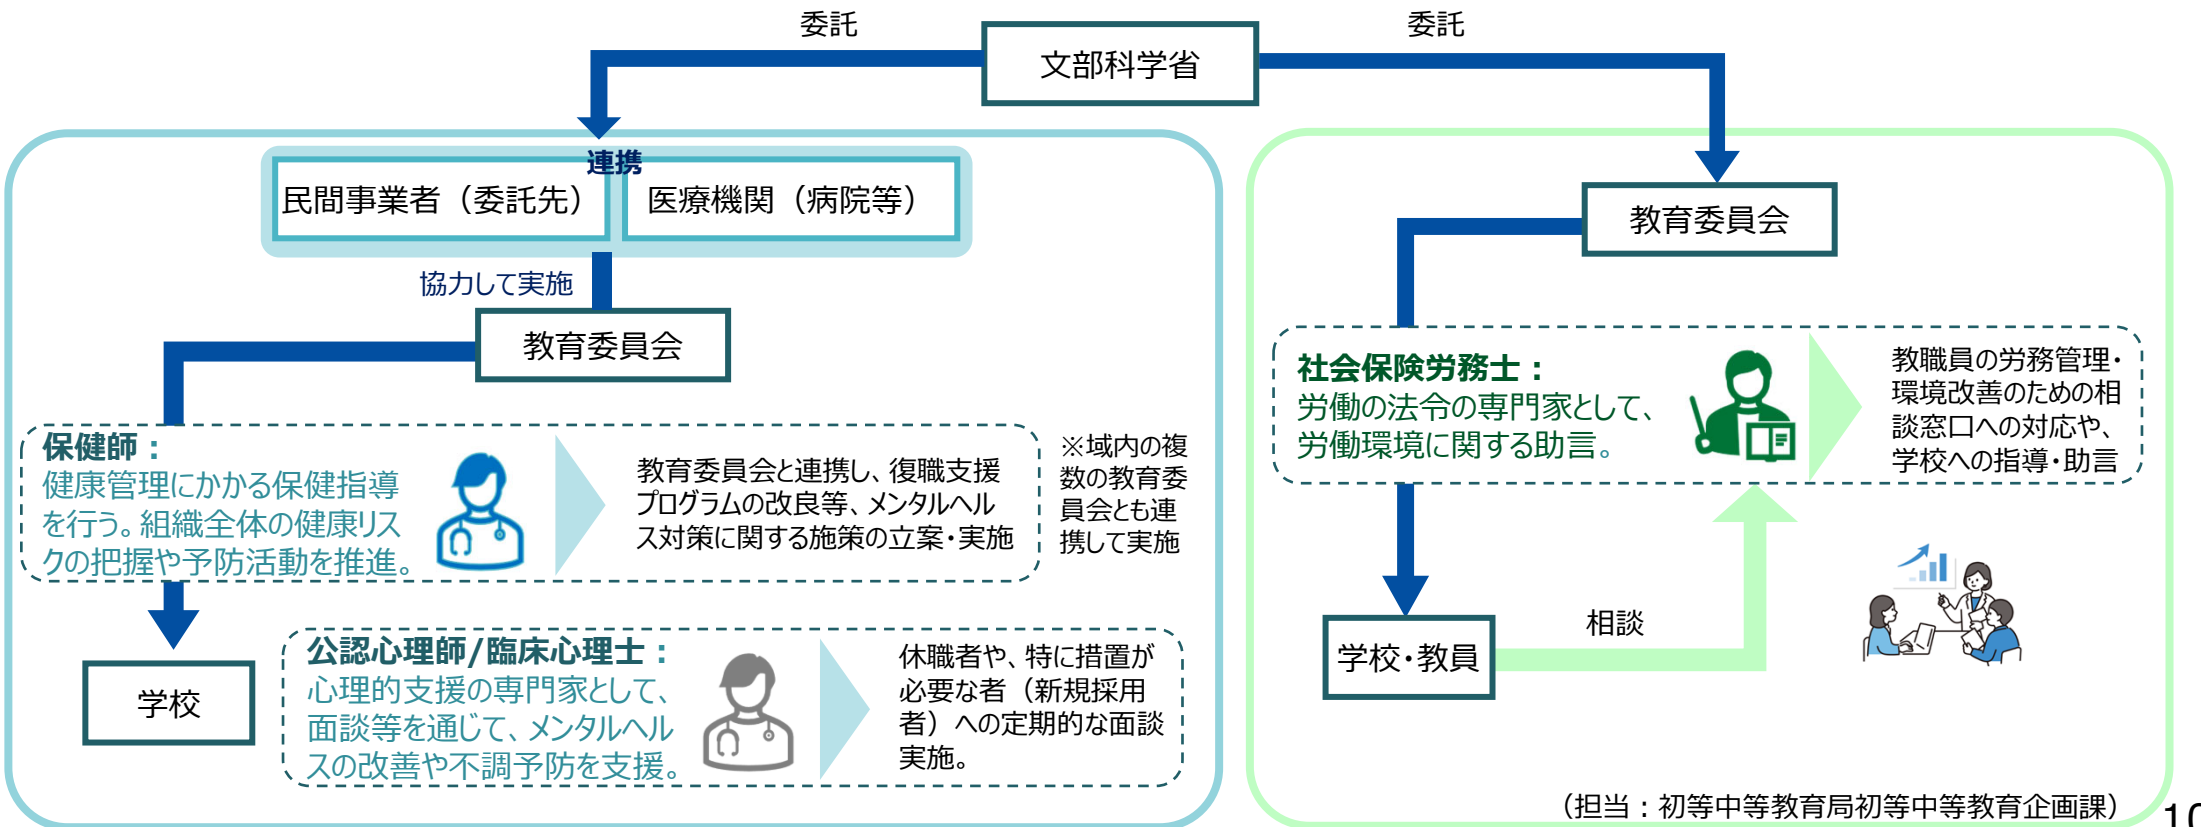 委託
文部科学省
委託
連携
民間事業者（委託先）
医療機関（病院等）
協力して実施
教育委員会
保健師：
健康管理にかかる保健指導
を行う。組織全体の健康リス
クの把握や予防活動を推進。
教育委員会と連携し、復職支援
プログラムの改良等、メンタルヘル
ス対策に関する施策の立案・実施
※域内の複
数の教育委
員会とも連
携して実施
学校
公認心理師/臨床心理士：
心理的支援の専門家として、
面談等を通じて、メンタルヘル
スの改善や不調予防を支援。
休職者や、特に措置が
必要な者（新規採用
者）への定期的な面談
実施。
教育委員会
社会保険労務士：
労働の法令の専門家として、
労働環境に関する助言。
教職員の労務管理・
環境改善のための相
談窓口への対応や、
学校への指導・助言
学校・教員
相談
（担当：初等中等教育局初等中等教育企画課）